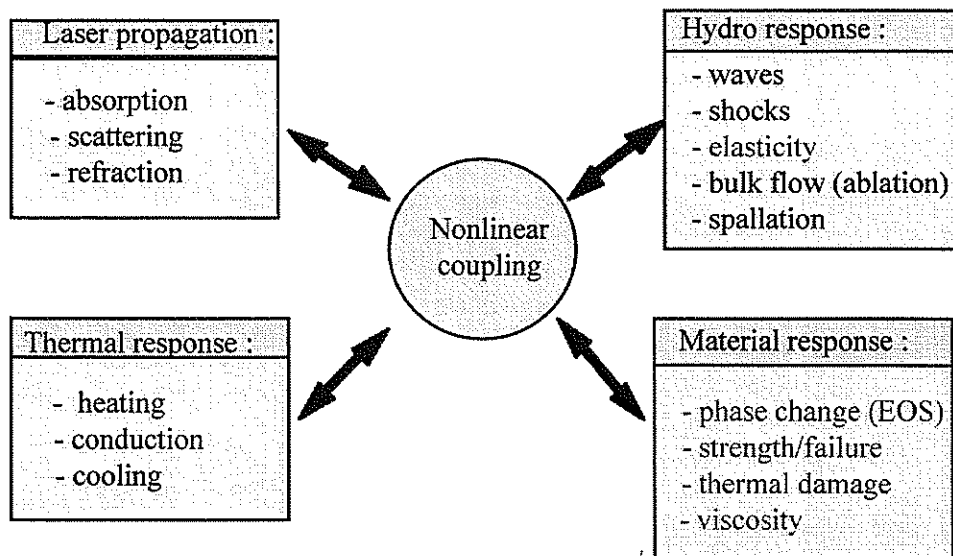 Laser propagation :
- absorption
- scattering
- refraction
Hydro response :
- waves
- shocks
- elasticity
- bulk flow (ablation)
- spallation
Nonlinear
coupling
Thermal response :
- heating
- conduction
- cooling
Material response :
- phase change (EOS)
- strength/failure
- thermal damage
- viscosity